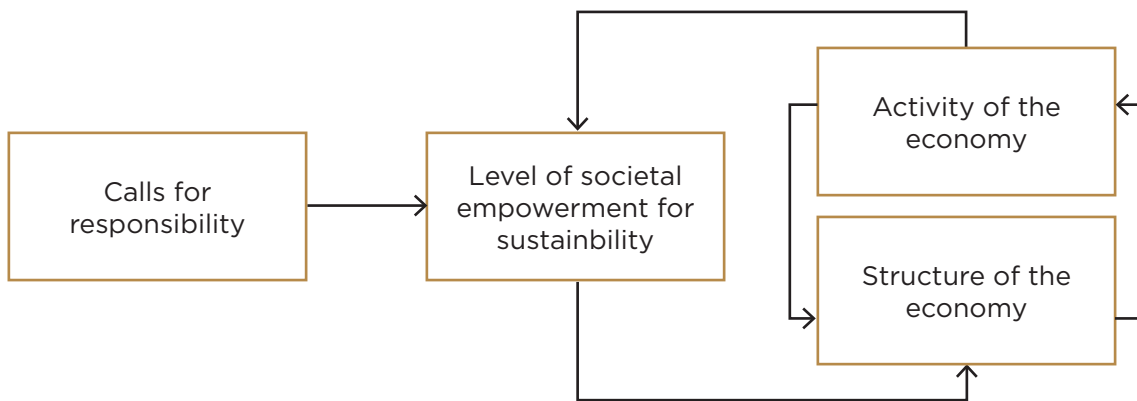 Calls for
responsibility
Level of societal
empowerment for
sustainbility
Activity of the
economy
Structure of the
economy